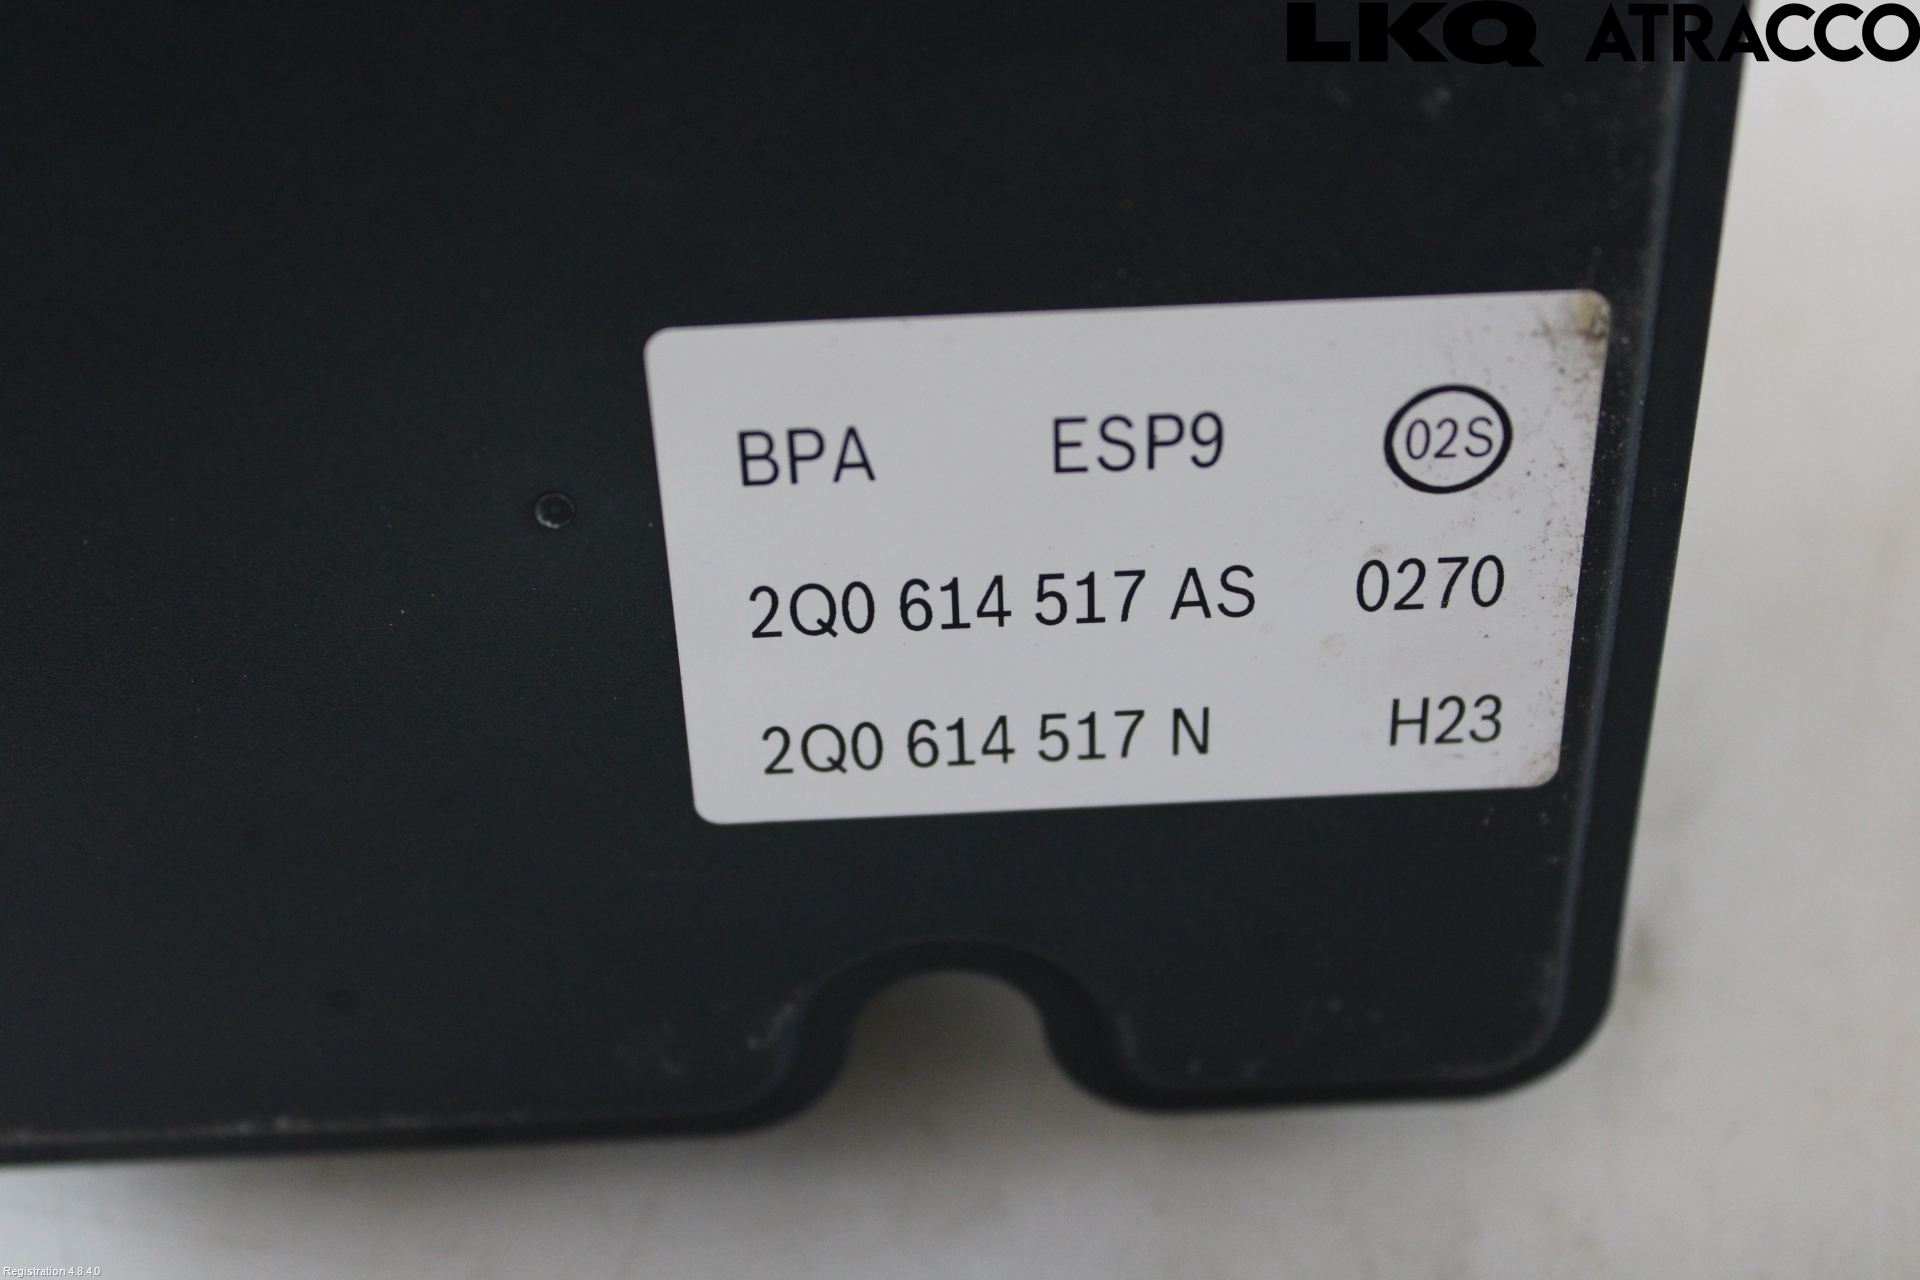 LKQ ATRACCO
BPA ESP9 02S
2Q0 614 517 AS 0270
2Q0 614 517 N H23
Registration 4.8.4.0